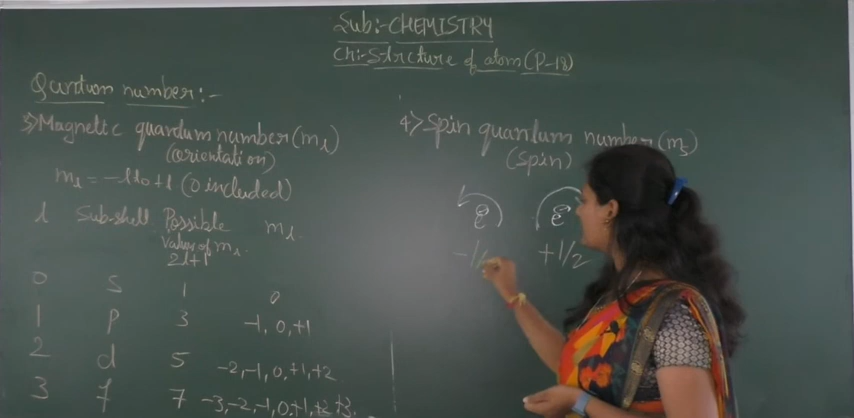 Sub:- CHEMISTRY
Ch:- Structure of atom (P-18)
Quantum number:-
3) Magnetic quantum number (ml)
(orientation)
ml = -l to +l (0 included)
l Sub-shell Possible value of ml 2l+1 ml
0 s 1 0
1 p 3 -1, 0, +1
2 d 5 -2, -1, 0, +1, +2
3 f 7 -3, -2, -1, 0, +1, +2 +3
4) Spin quantum number (ms)
(spin)
e e
+1/2